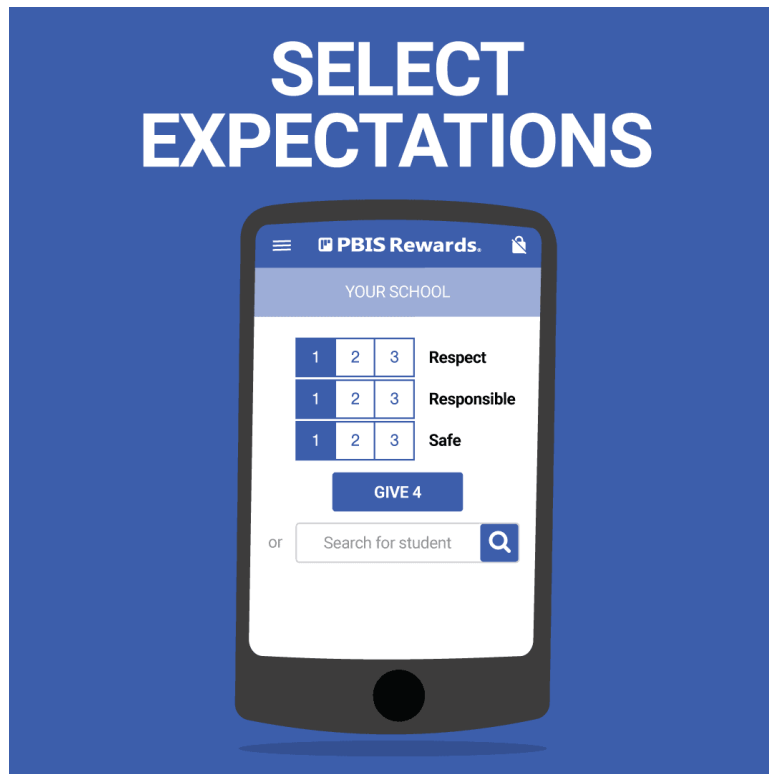 SELECT
EXPECTATIONS
PBIS Rewards.
YOUR SCHOOL
1 2 3 Respect
1 2 3 Responsible
1 2 3 Safe
GIVE 4
or Search for student